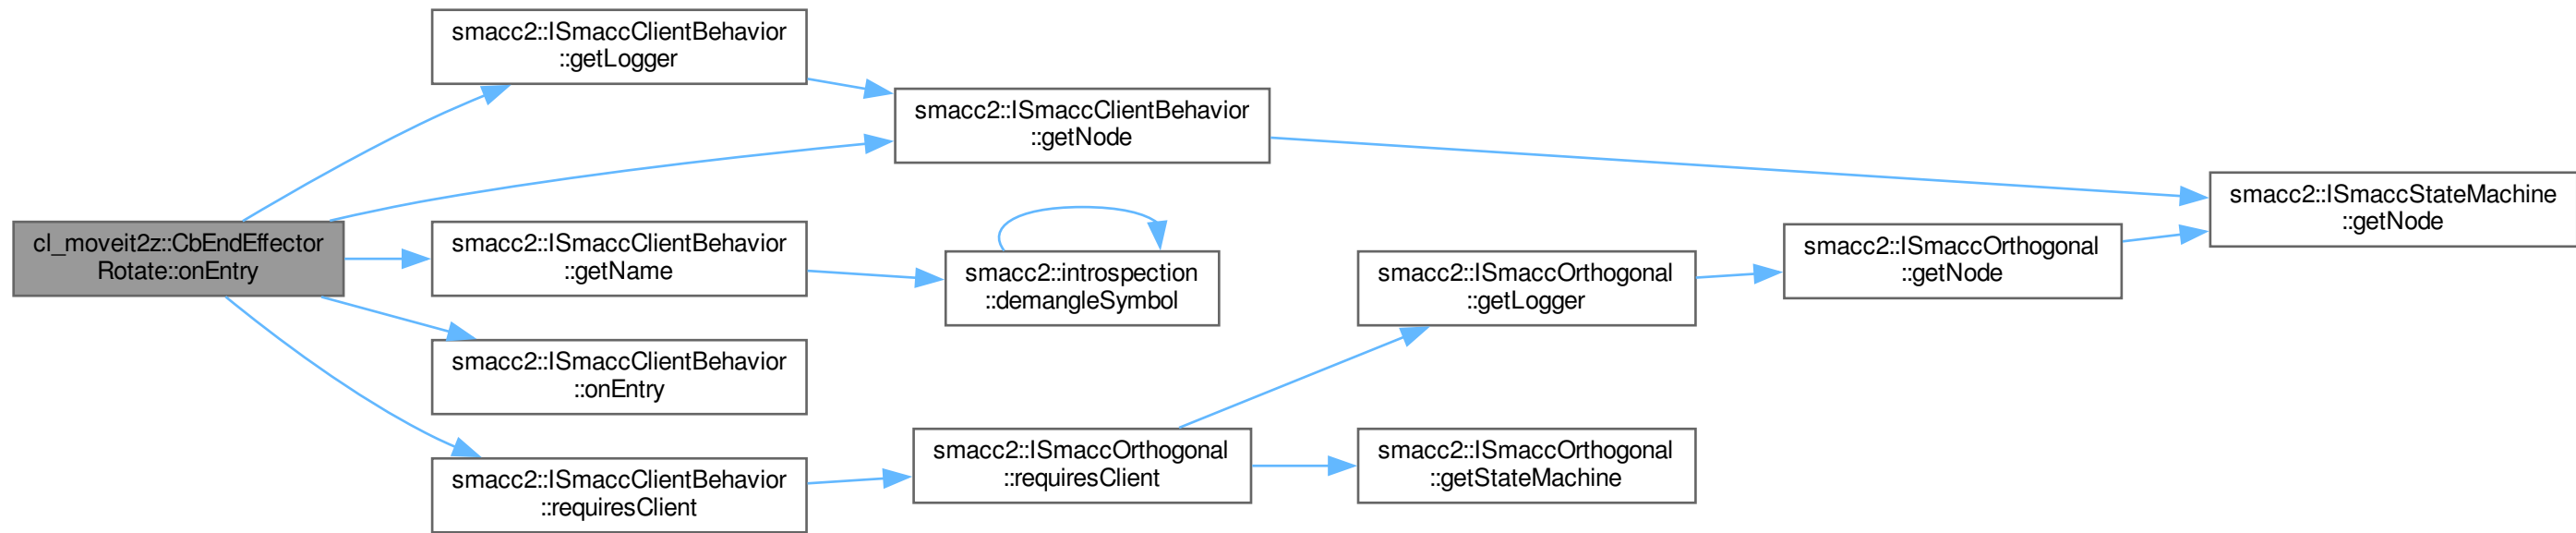 smacc2::ISmaccClientBehavior
::getLogger
smacc2::ISmaccClientBehavior
::getNode
smacc2::ISmaccStateMachine
::getNode
cl_moveit2z::CbEndEffector
Rotate::onEntry
smacc2::ISmaccClientBehavior
::getName
smacc2::introspection
::demangleSymbol
smacc2::ISmaccOrthogonal
::getLogger
smacc2::ISmaccOrthogonal
::getNode
smacc2::ISmaccClientBehavior
::onEntry
smacc2::ISmaccClientBehavior
::requiresClient
smacc2::ISmaccOrthogonal
::requiresClient
smacc2::ISmaccOrthogonal
::getStateMachine